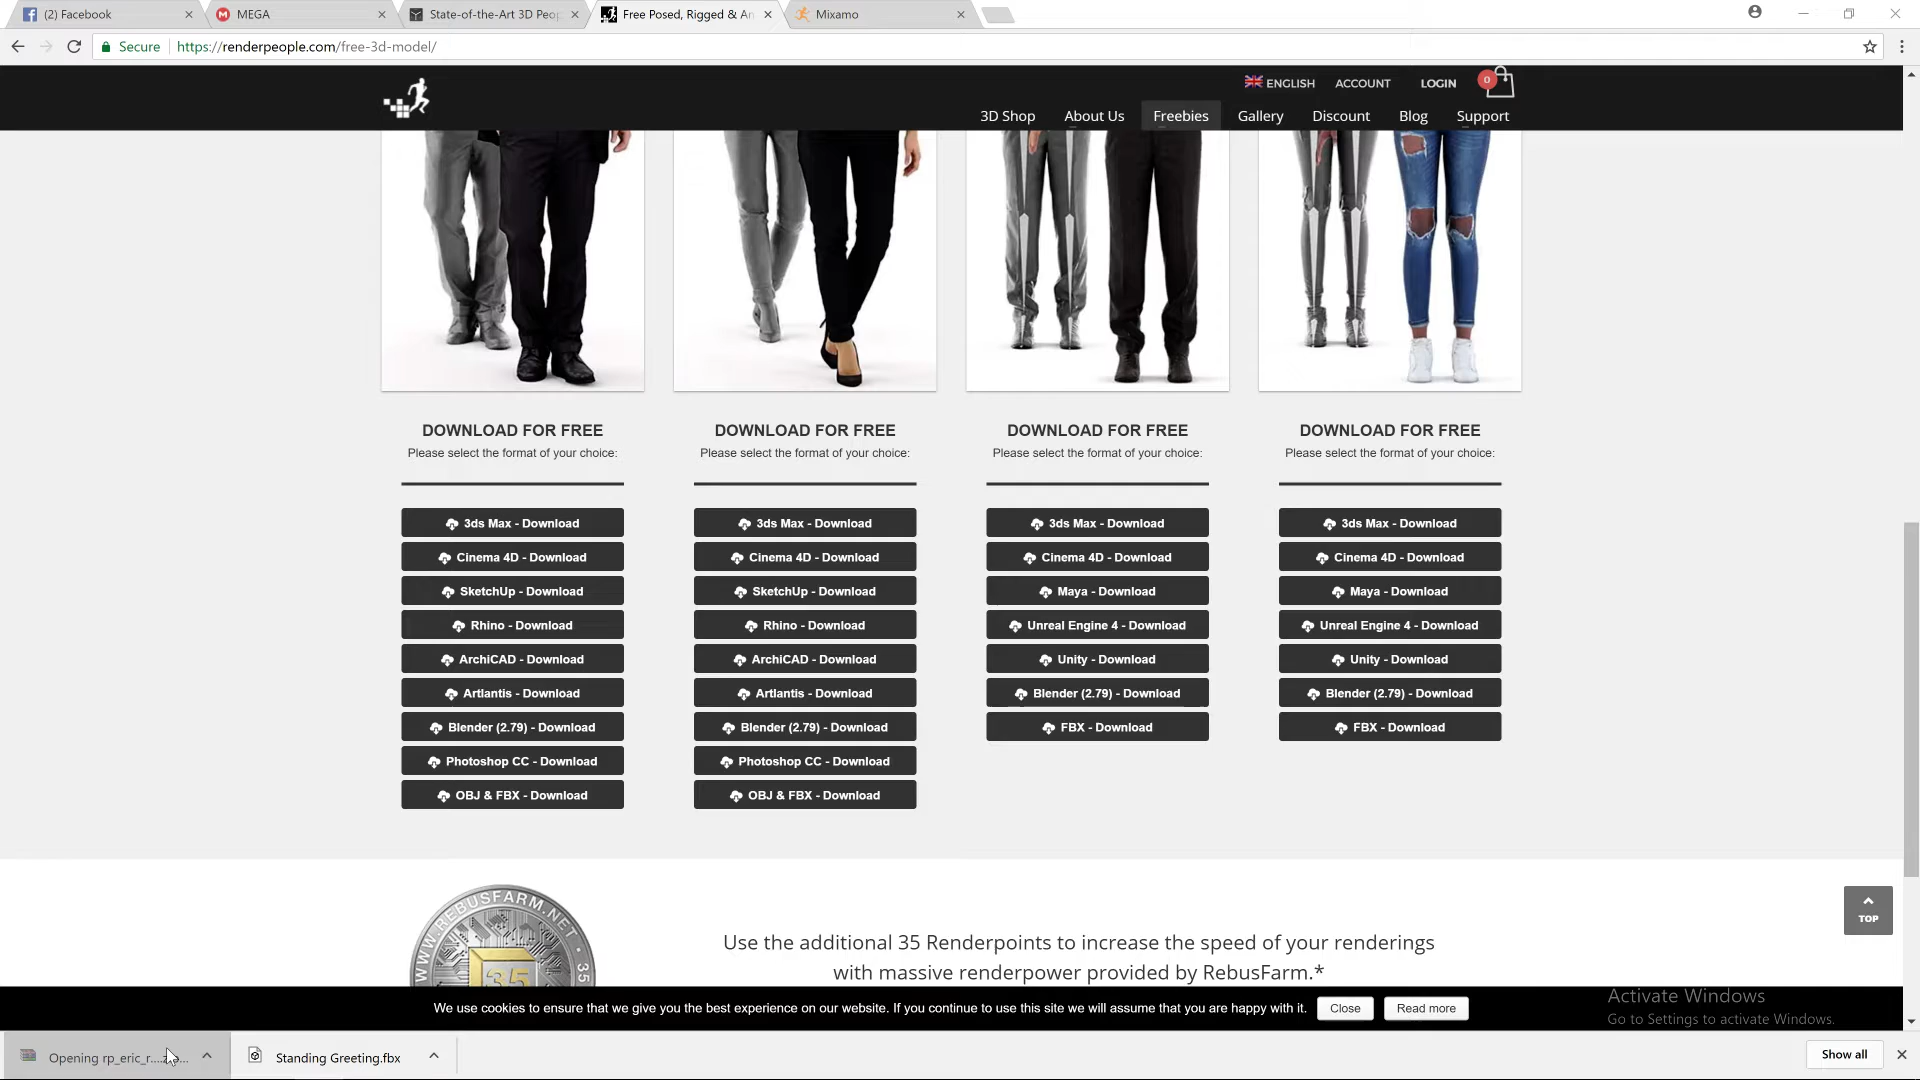 (2) Facebook
MEGA
State-of-the-Art 3D Peop
Free Posed, Rigged & An
Mixamo
Secure
https://renderpeople.com/free-3d-model/
ENGLISH
ACCOUNT
LOGIN
0
3D Shop
About Us
Freebies
Gallery
Discount
Blog
Support
DOWNLOAD FOR FREE
Please select the format of your choice:
3ds Max - Download
Cinema 4D - Download
SketchUp - Download
Rhino - Download
ArchiCAD - Download
Artlantis - Download
Blender (2.79) - Download
Photoshop CC - Download
OBJ & FBX - Download
DOWNLOAD FOR FREE
Please select the format of your choice:
3ds Max - Download
Cinema 4D - Download
SketchUp - Download
Rhino - Download
ArchiCAD - Download
Artlantis - Download
Blender (2.79) - Download
Photoshop CC - Download
OBJ & FBX - Download
DOWNLOAD FOR FREE
Please select the format of your choice:
3ds Max - Download
Cinema 4D - Download
Maya - Download
Unreal Engine 4 - Download
Unity - Download
Blender (2.79) - Download
FBX - Download
DOWNLOAD FOR FREE
Please select the format of your choice:
3ds Max - Download
Cinema 4D - Download
Maya - Download
Unreal Engine 4 - Download
Unity - Download
Blender (2.79) - Download
FBX - Download
TOP
WWW.REBUSFARM.NET • 35
35
Use the additional 35 Renderpoints to increase the speed of your renderings
with massive renderpower provided by RebusFarm.*
We use cookies to ensure that we give you the best experience on our website. If you continue to use this site we will assume that you are happy with it.
Close
Read more
Activate Windows
Go to Settings to activate Windows.
Opening rp_eric_r....
Standing Greeting.fbx
Show all